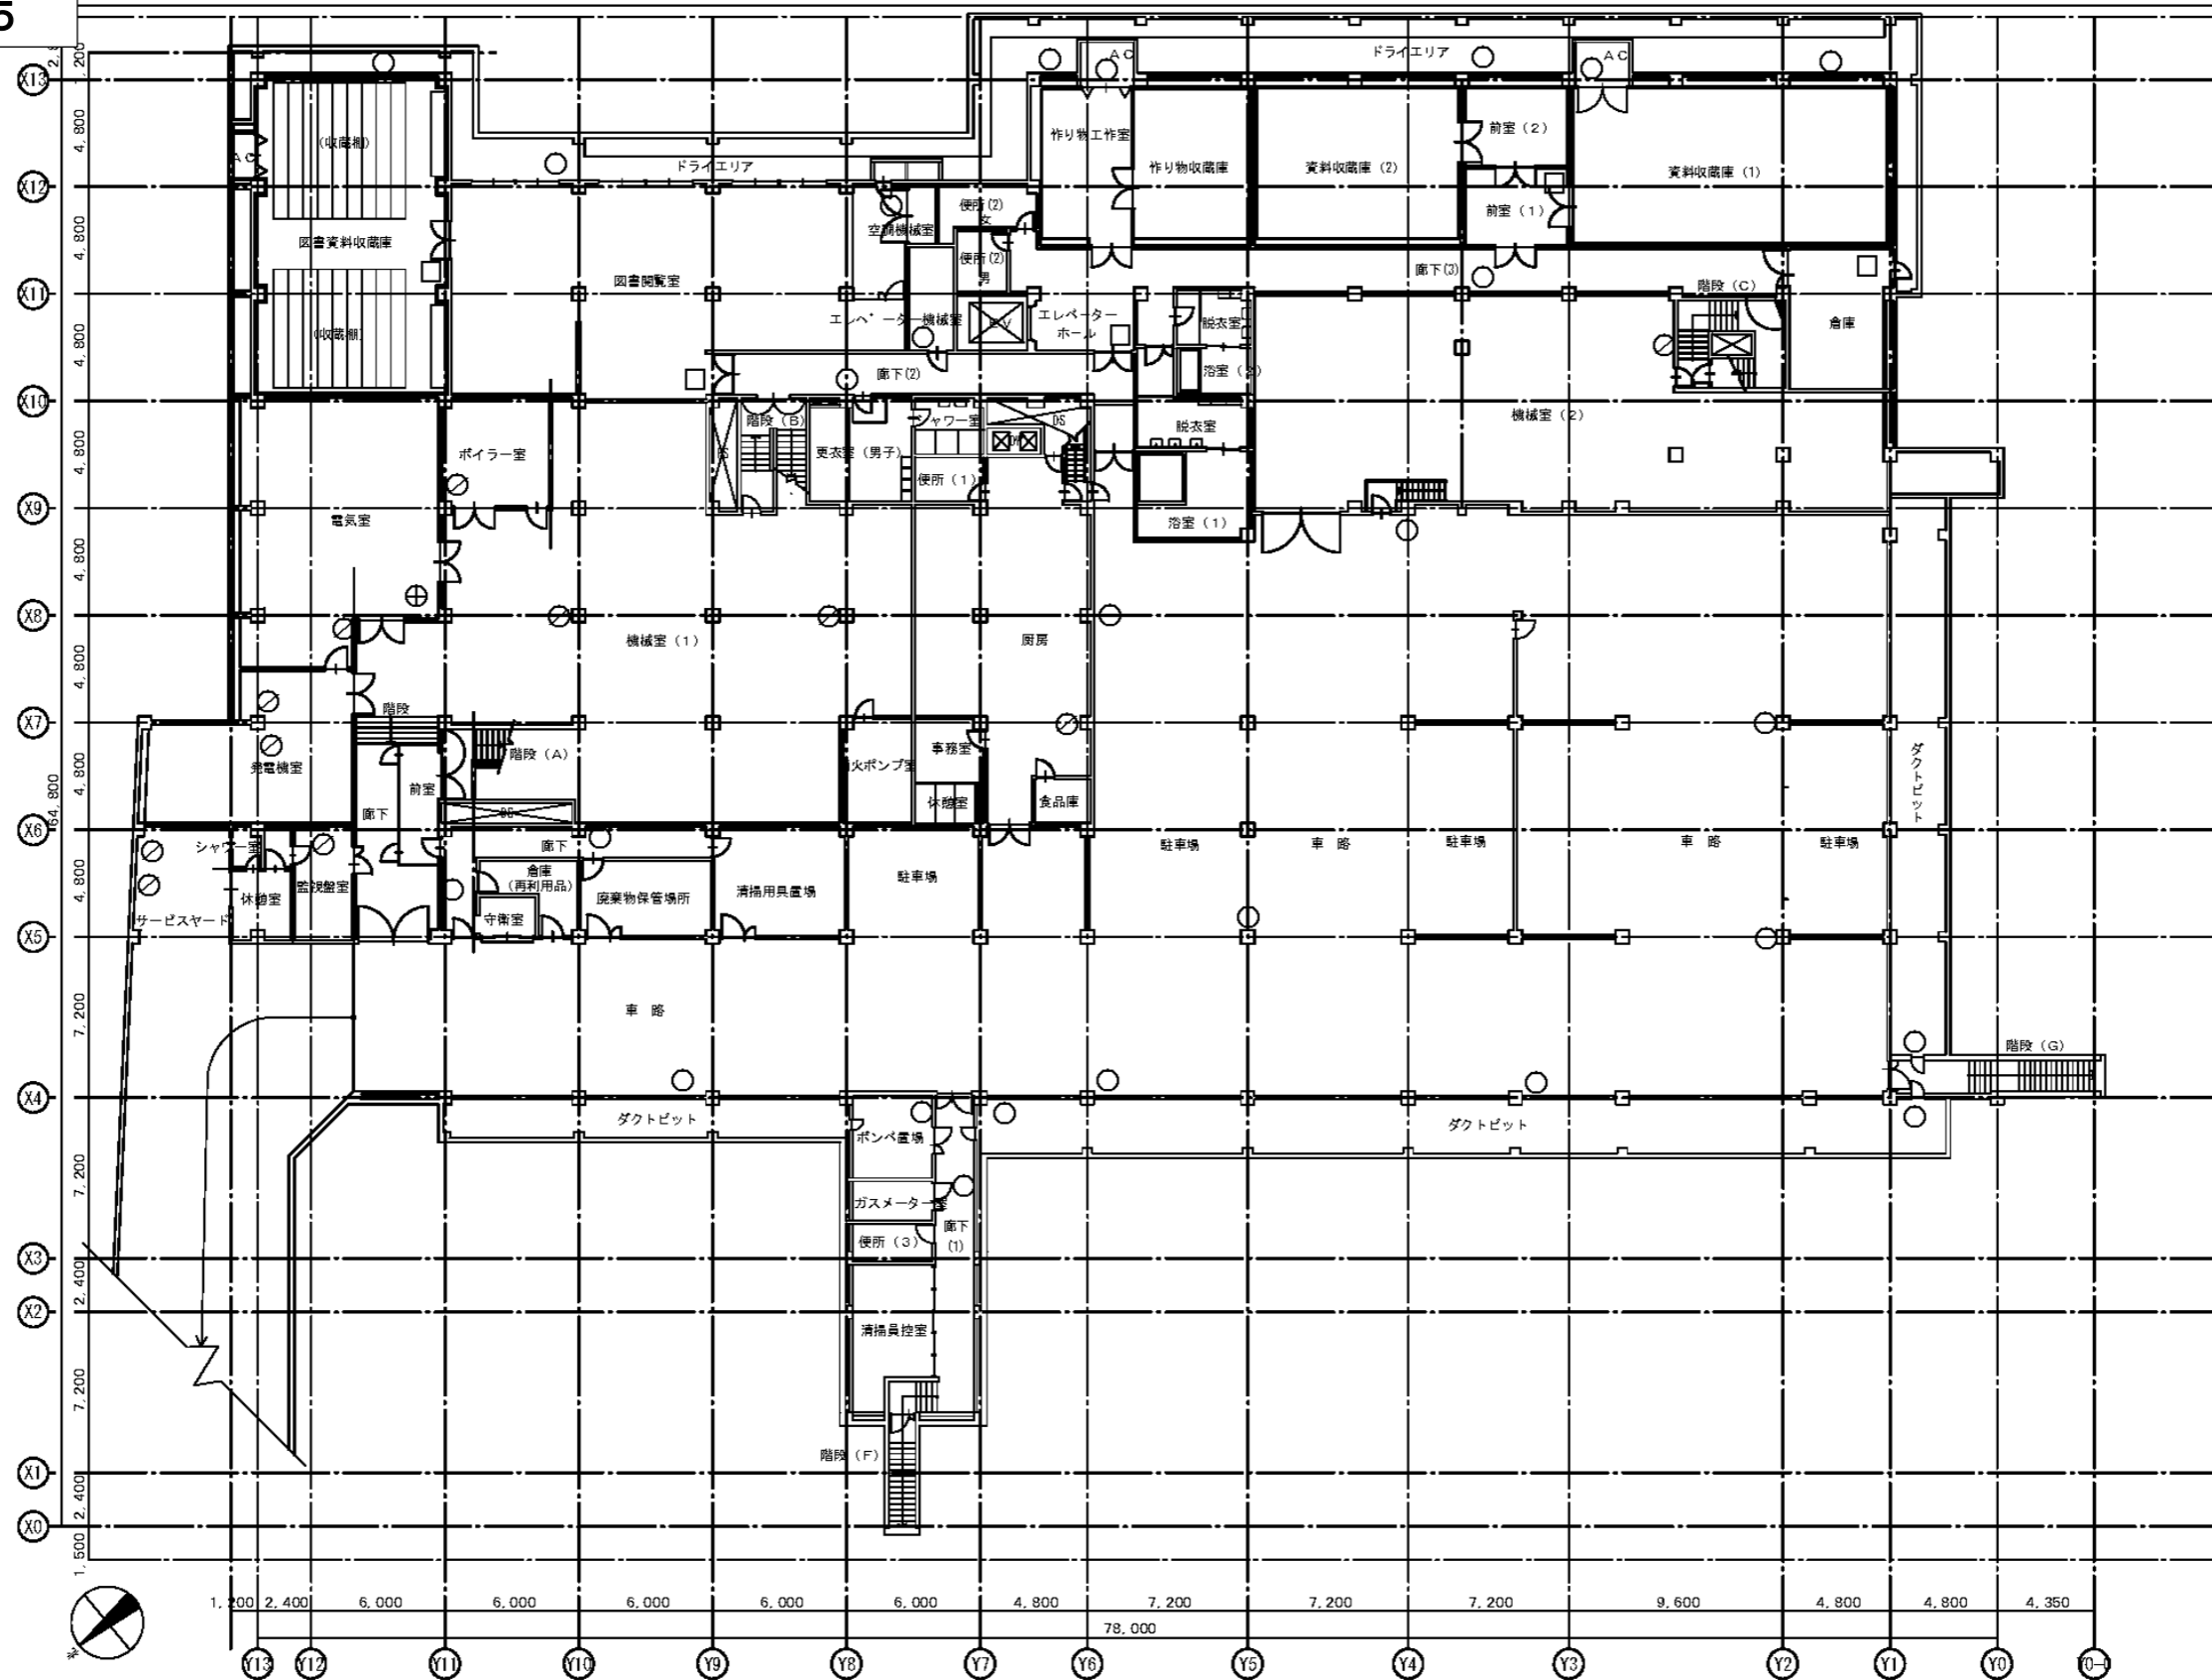 5
ドライエリア
AC
AC
X13
1,200
4,800
(収蔵棚)
作り物工作室
前室(2)
AC
ドライエリア
作り物収蔵庫
資料収蔵庫(2)
資料収蔵庫(1)
X12
便所(2)
女
前室(1)
空調機械室
4,800
図書資料収蔵庫
便所(2)
男
廊下(3)
図書閲覧室
階段(C)
X11
エレベーター機械室
EV
エレベーター
ホール
脱衣室
倉庫
4,800
(収蔵棚)
廊下(2)
浴室(2)
X10
階段(B)
シャワー室
DS
脱衣室
機械室(2)
4,800
ボイラー室
DS
更衣室(男子)
DW
便所(1)
X9
電気室
浴室(1)
4,800
X8
機械室(1)
厨房
4,800
階段
X7
階段(A)
事務室
ダクトピット
発電機室
火ポンプ室
4,800
前室
休憩室
食品庫
64,800
廊下
DS
X6
シャワー室
廊下
駐車場
車 路
駐車場
車 路
駐車場
倉庫
(再利用品)
駐車場
4,800
休憩室
監視盤室
廃棄物保管場所
清掃用具置場
サービスヤード
守衛室
X5
7,200
車 路
階段(G)
X4
ダクトピット
ボンベ置場
ダクトピット
7,200
ガスメーター室
廊下
(1)
便所(3)
X3
2,400
X2
清掃員控室
7,200
階段(F)
X1
2,400
X0
1,500
1,200
2,400
6,000
6,000
6,000
6,000
6,000
4,800
7,200
7,200
7,200
9,600
4,800
4,800
4,350
78,000
Y13
Y12
Y11
Y10
Y9
Y8
Y7
Y6
Y5
Y4
Y3
Y2
Y1
Y0